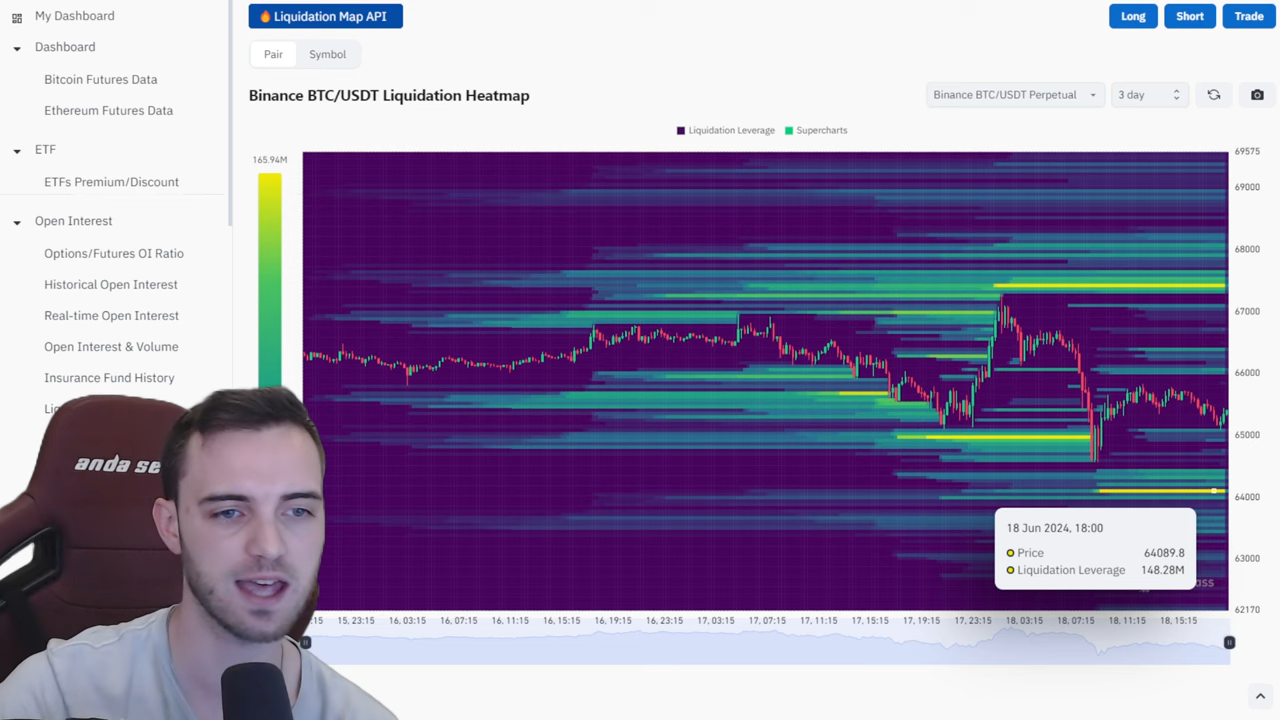 My Dashboard
Dashboard
Bitcoin Futures Data
Ethereum Futures Data
ETF
ETFs Premium/Discount
Open Interest
Options/Futures OI Ratio
Historical Open Interest
Real-time Open Interest
Open Interest & Volume
Insurance Fund History
Liquidation Map API
Long
Short
Trade
Pair
Symbol
Binance BTC/USDT Liquidation Heatmap
Binance BTC/USDT Perpetual
3 day
Liquidation Leverage
Supercharts
165.94M
69575
69000
68000
67000
66000
65000
64000
63000
62170
18 Jun 2024, 18:00
Price 64089.8
Liquidation Leverage 148.28M
:15 15, 23:15 16, 03:15 16, 07:15 16, 11:15 16, 15:15 16, 19:15 16, 23:15 17, 03:15 17, 07:15 17, 11:15 17, 15:15 17, 19:15 17, 23:15 18, 03:15 18, 07:15 18, 11:15 18, 15:15
anda se